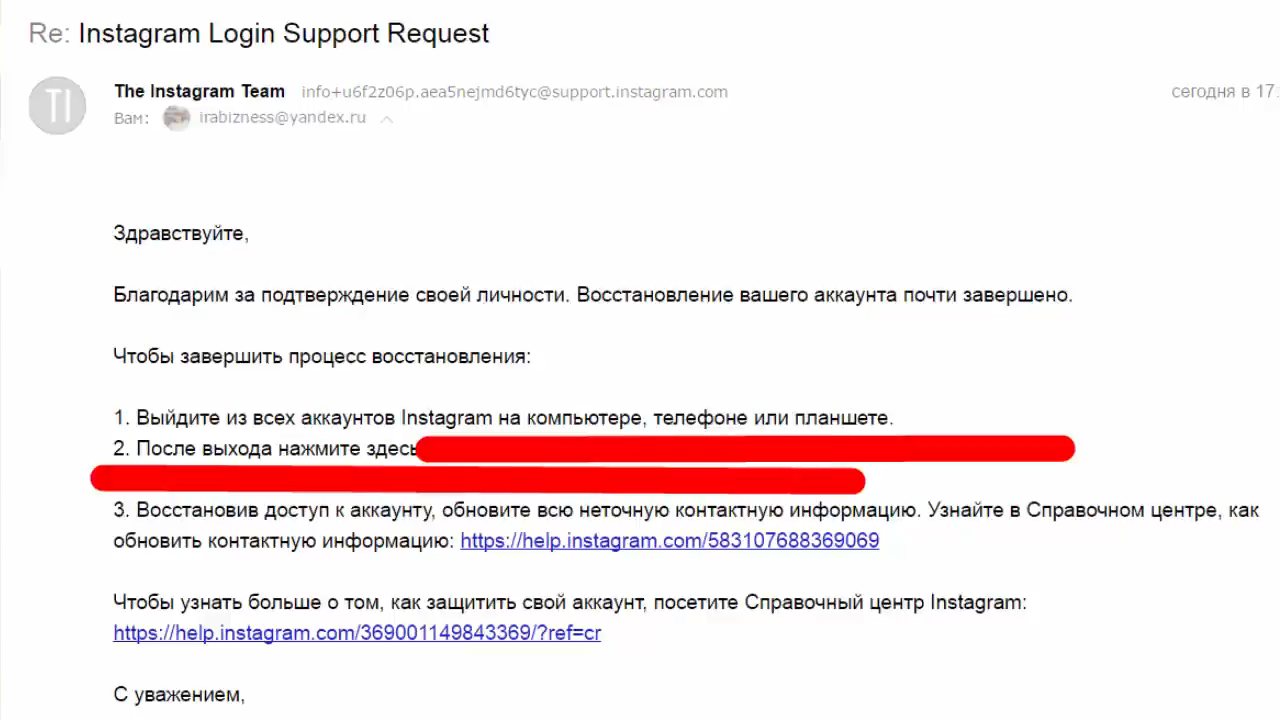 Re: Instagram Login Support Request
TI
The Instagram Team info+u6f2z06p.aea5nejmd6tyc@support.instagram.com
сегодня в 17:
Вам: irabizness@yandex.ru
Здравствуйте,
Благодарим за подтверждение своей личности. Восстановление вашего аккаунта почти завершено.
Чтобы завершить процесс восстановления:
1. Выйдите из всех аккаунтов Instagram на компьютере, телефоне или планшете.
2. После выхода нажмите здесь
3. Восстановив доступ к аккаунту, обновите всю неточную контактную информацию. Узнайте в Справочном центре, как
обновить контактную информацию: https://help.instagram.com/583107688369069
Чтобы узнать больше о том, как защитить свой аккаунт, посетите Справочный центр Instagram:
https://help.instagram.com/369001149843369/?ref=cr
С уважением,